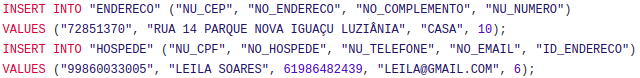 INSERT INTO "ENDERECO" ("NU_CEP", "NO_ENDERECO", "NO_COMPLEMENTO", "NU_NUMERO")
VALUES ("72851370", "RUA 14 PARQUE NOVA IGUAÇU LUZIÂNIA", "CASA", 10);
INSERT INTO "HOSPEDE" ("NU_CPF", "NO_HOSPEDE", "NU_TELEFONE", "NO_EMAIL", "ID_ENDERECO")
VALUES ("99860033005", "LEILA SOARES", 61986482439, "LEILA@GMAIL.COM", 6);